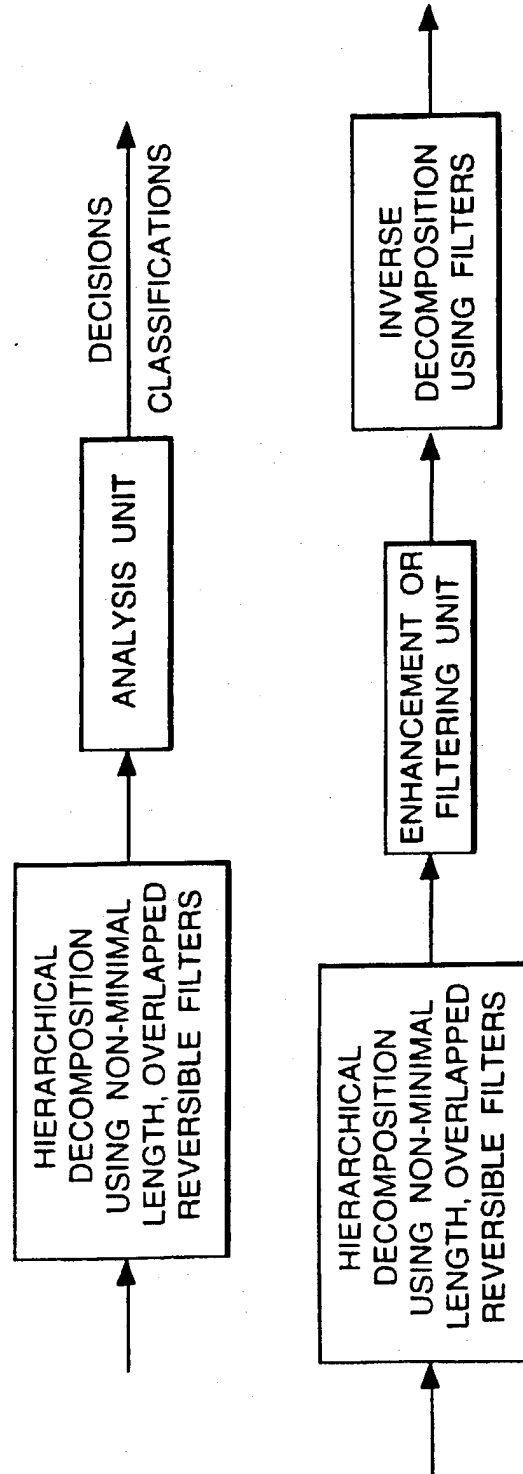 HIERARCHICAL
DECOMPOSITION
USING NON-MINIMAL
LENGTH, OVERLAPPED
REVERSIBLE FILTERS
ANALYSIS UNIT
DECISIONS
CLASSIFICATIONS
HIERARCHICAL
DECOMPOSITION
USING NON-MINIMAL
LENGTH, OVERLAPPED
REVERSIBLE FILTERS
ENHANCEMENT OR
FILTERING UNIT
INVERSE
DECOMPOSITION
USING FILTERS